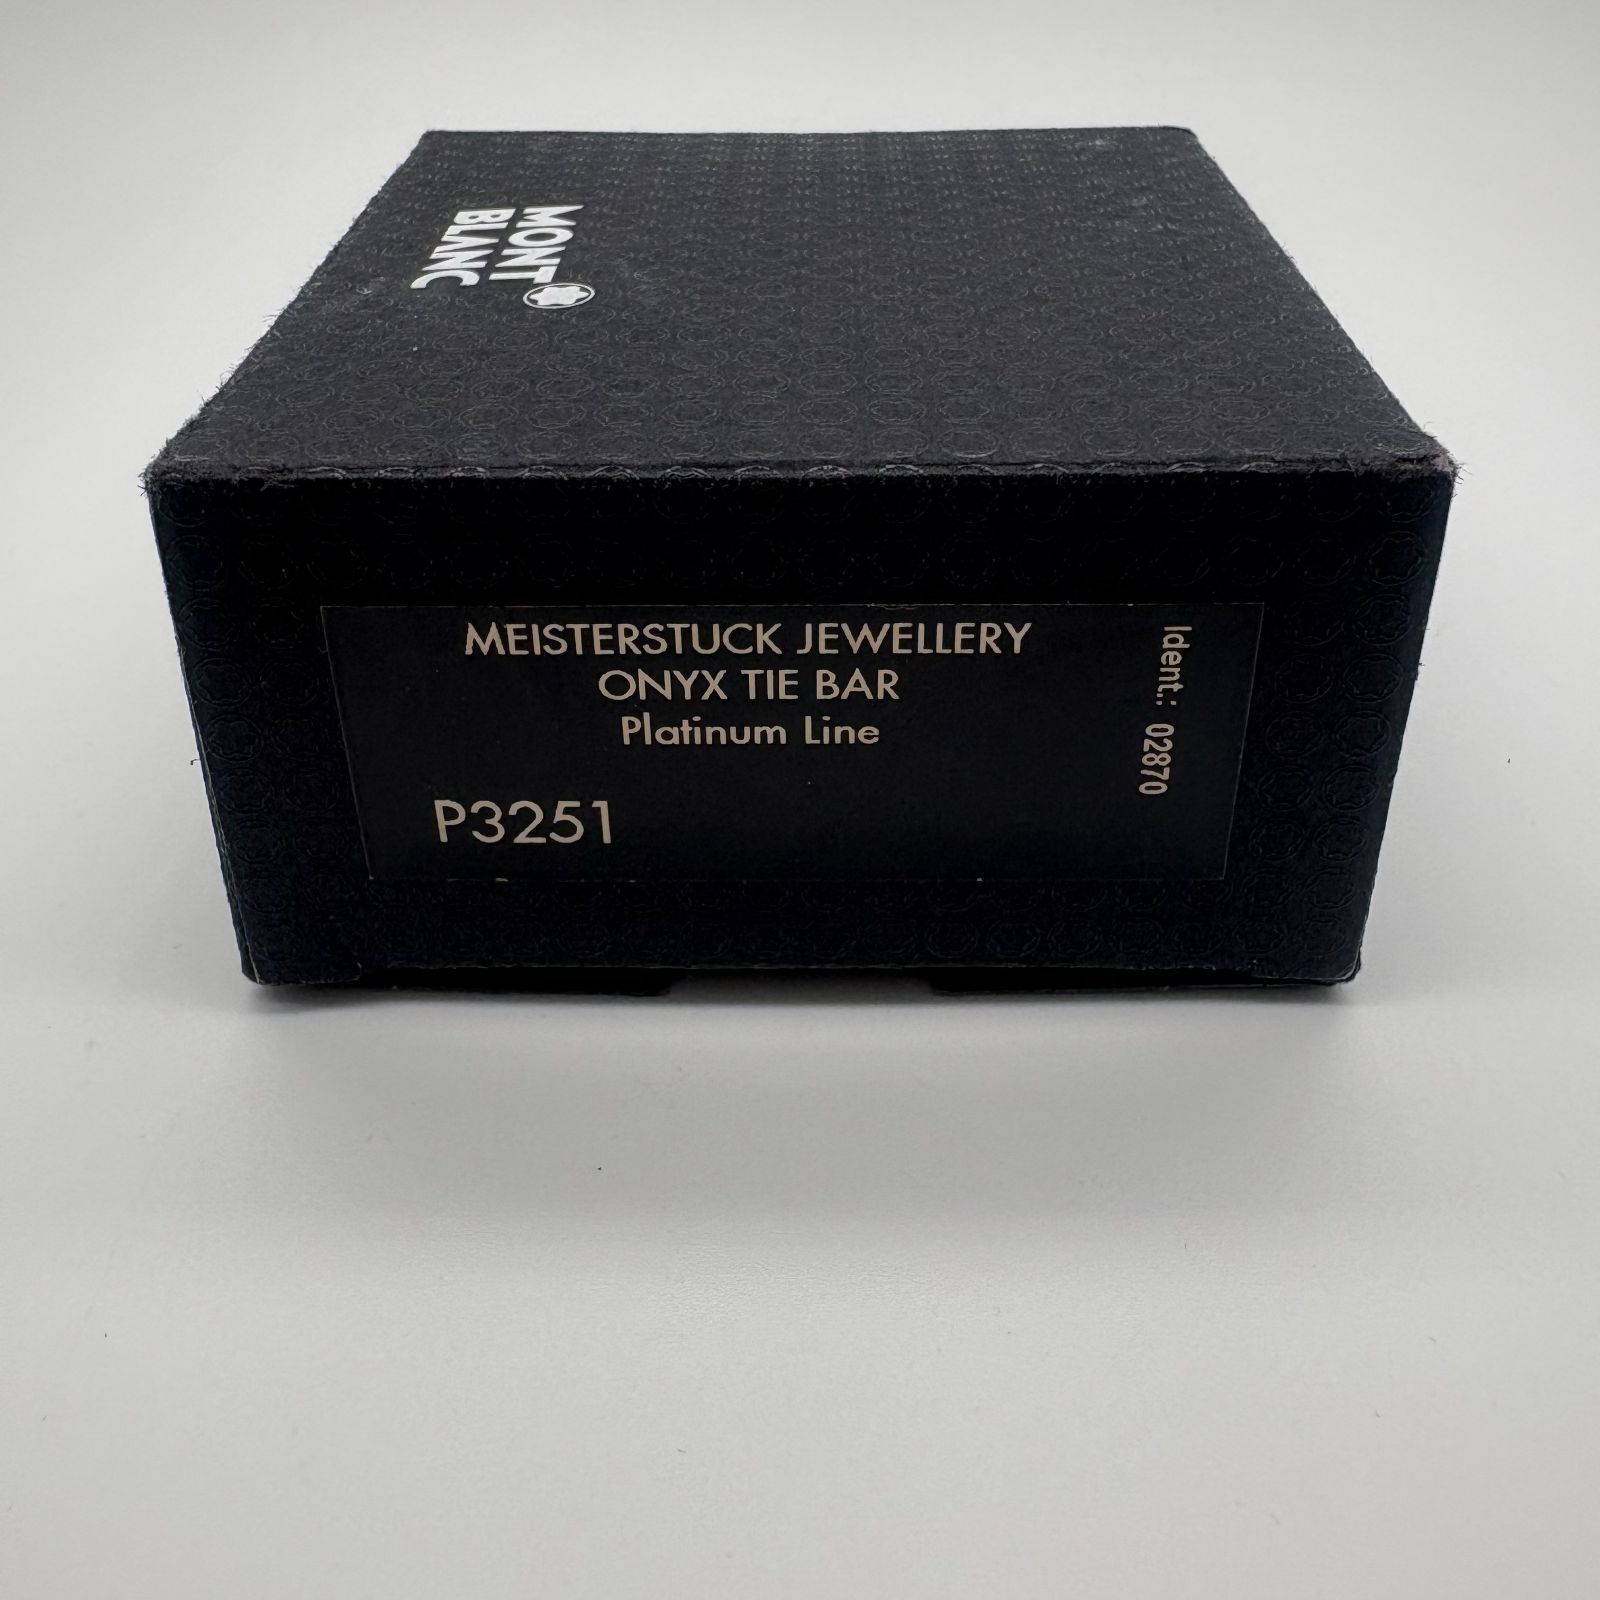 MONT
BLANC
MEISTERSTUCK JEWELLERY
ONYX TIE BAR
Platinum Line
P3251
Ident.: 02870